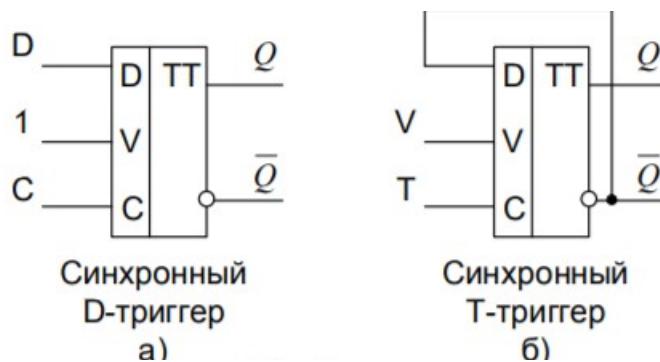 D
D TT Q
1
V
C
C Q̅
Синхронный
D-триггер
а)
D TT Q
V
V
T
C Q̅
Синхронный
Т-триггер
б)